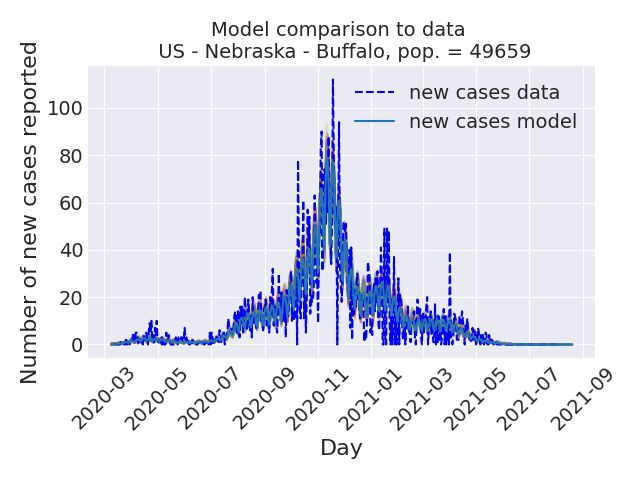 Model comparison to data
US - Nebraska - Buffalo, pop. = 49659
Number of new cases reported
100
80
60
40
20
0
new cases data
new cases model
2020-03
2020-05
2020-07
2020-09
2020-11
2021-01
2021-03
2021-05
2021-07
2021-09
Day